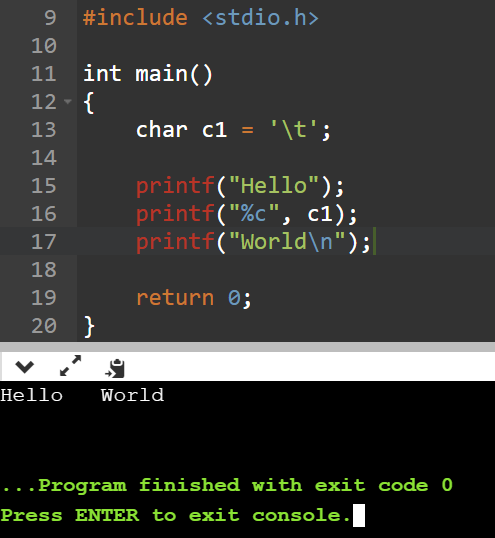 9 #include <stdio.h>
10
11 int main()
12 {
13     char c1 = '\t';
14
15     printf("Hello");
16     printf("%c", c1);
17     printf("World\n");
18
19     return 0;
20 }
Hello   World
...Program finished with exit code 0
Press ENTER to exit console.